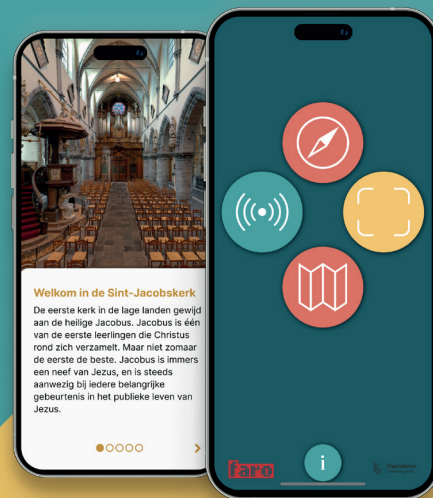 Welkom in de Sint-Jacobskerk
De eerste kerk in de lage landen gewijd
aan de heilige Jacobus. Jacobus is één
van de eerste leerlingen die Christus
rond zich verzamelt. Maar niet zomaar
de eerste de beste. Jacobus is immers
een neef van Jezus, en is steeds
aanwezig bij iedere belangrijke
gebeurtenis in het publieke leven van
Jezus.
faro
i
Vlaanderen